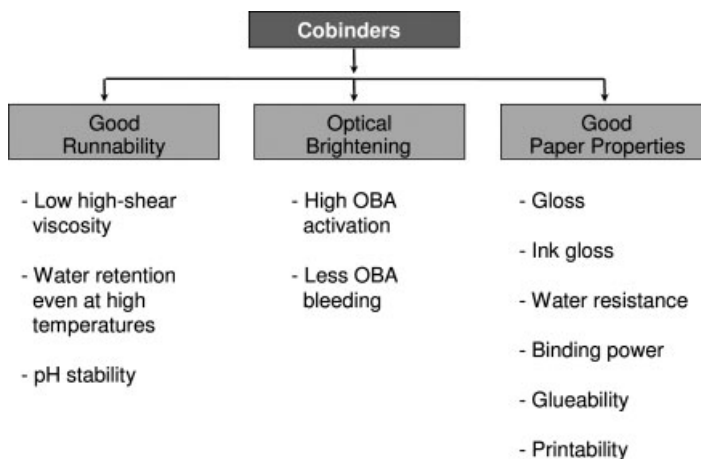 Cobinders
Good
Runnability
- Low high-shear
viscosity
- Water retention
even at high
temperatures
- pH stability
Optical
Brightening
- High OBA
activation
- Less OBA
bleeding
Good
Paper Properties
- Gloss
- Ink gloss
- Water resistance
- Binding power
- Glueability
- Printability